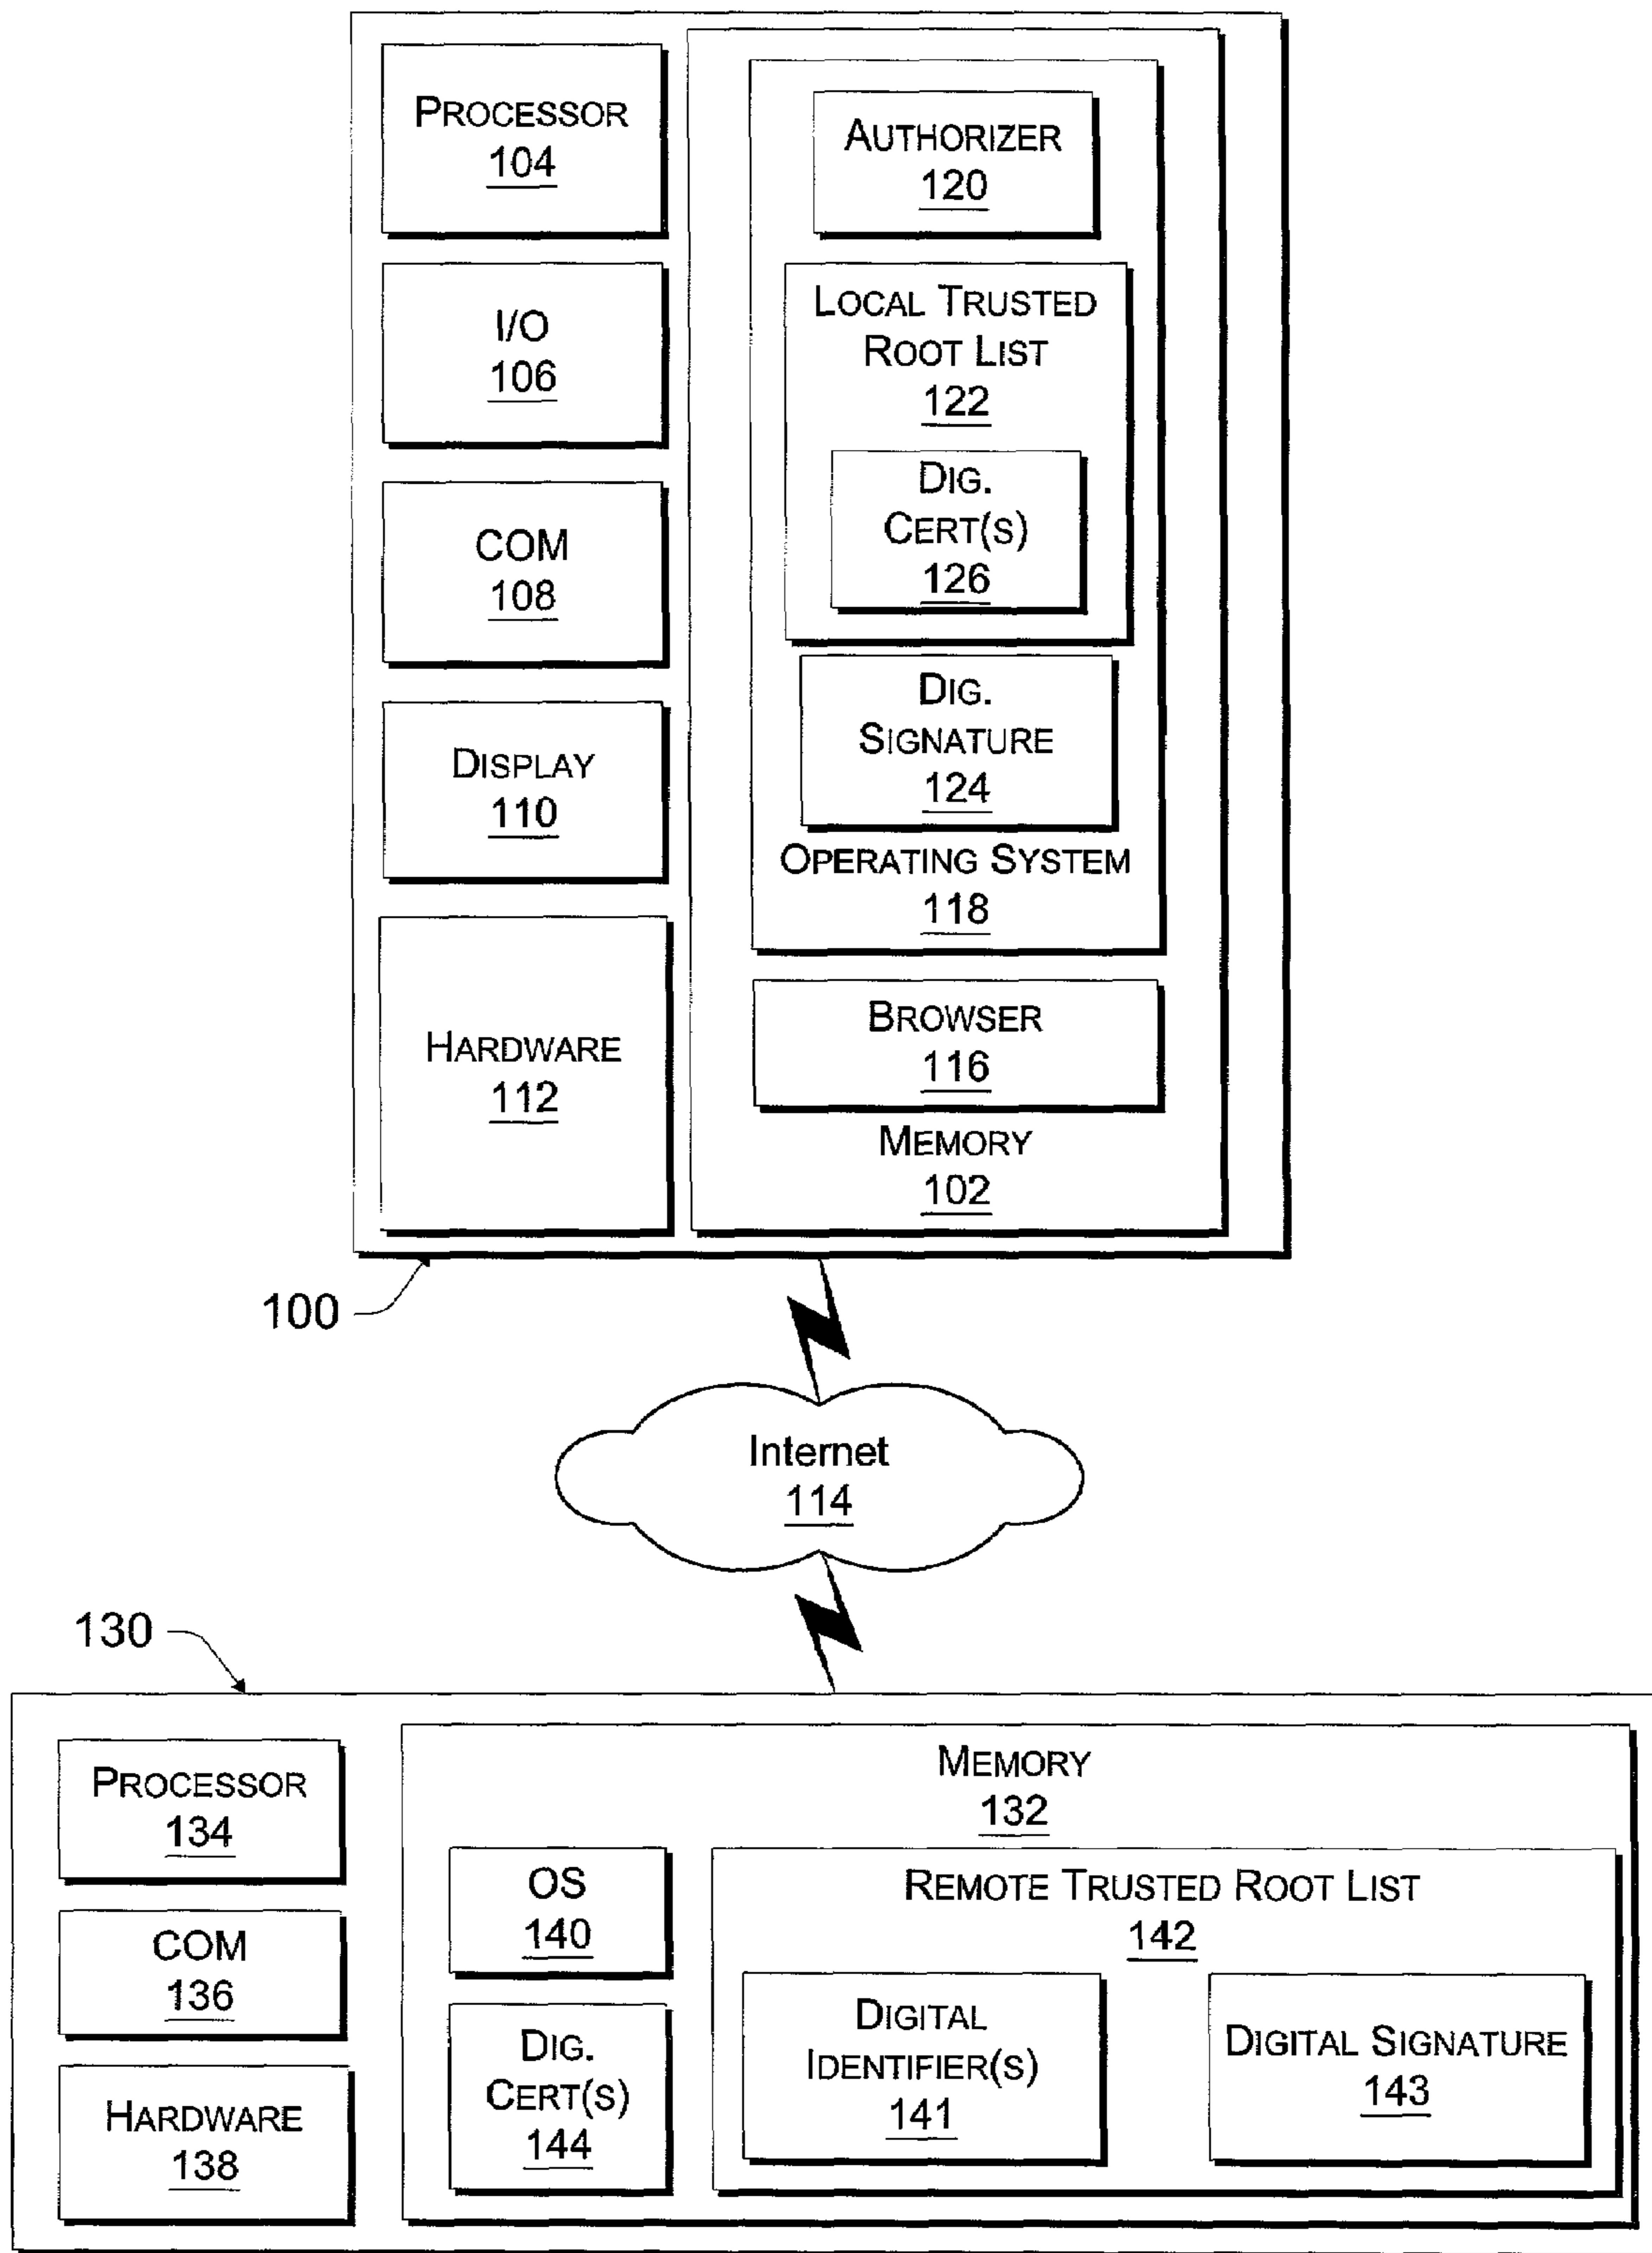 PROCESSOR
104
I/O
106
COM
108
DISPLAY
110
HARDWARE
112
AUTHORIZER
120
LOCAL TRUSTED
ROOT LIST
122
DIG.
CERT(S)
126
DIG.
SIGNATURE
124
OPERATING SYSTEM
118
BROWSER
116
MEMORY
102
100
Internet
114
130
PROCESSOR
134
COM
136
HARDWARE
138
MEMORY
132
OS
140
DIG.
CERT(S)
144
REMOTE TRUSTED ROOT LIST
142
DIGITAL
IDENTIFIER(S)
141
DIGITAL SIGNATURE
143